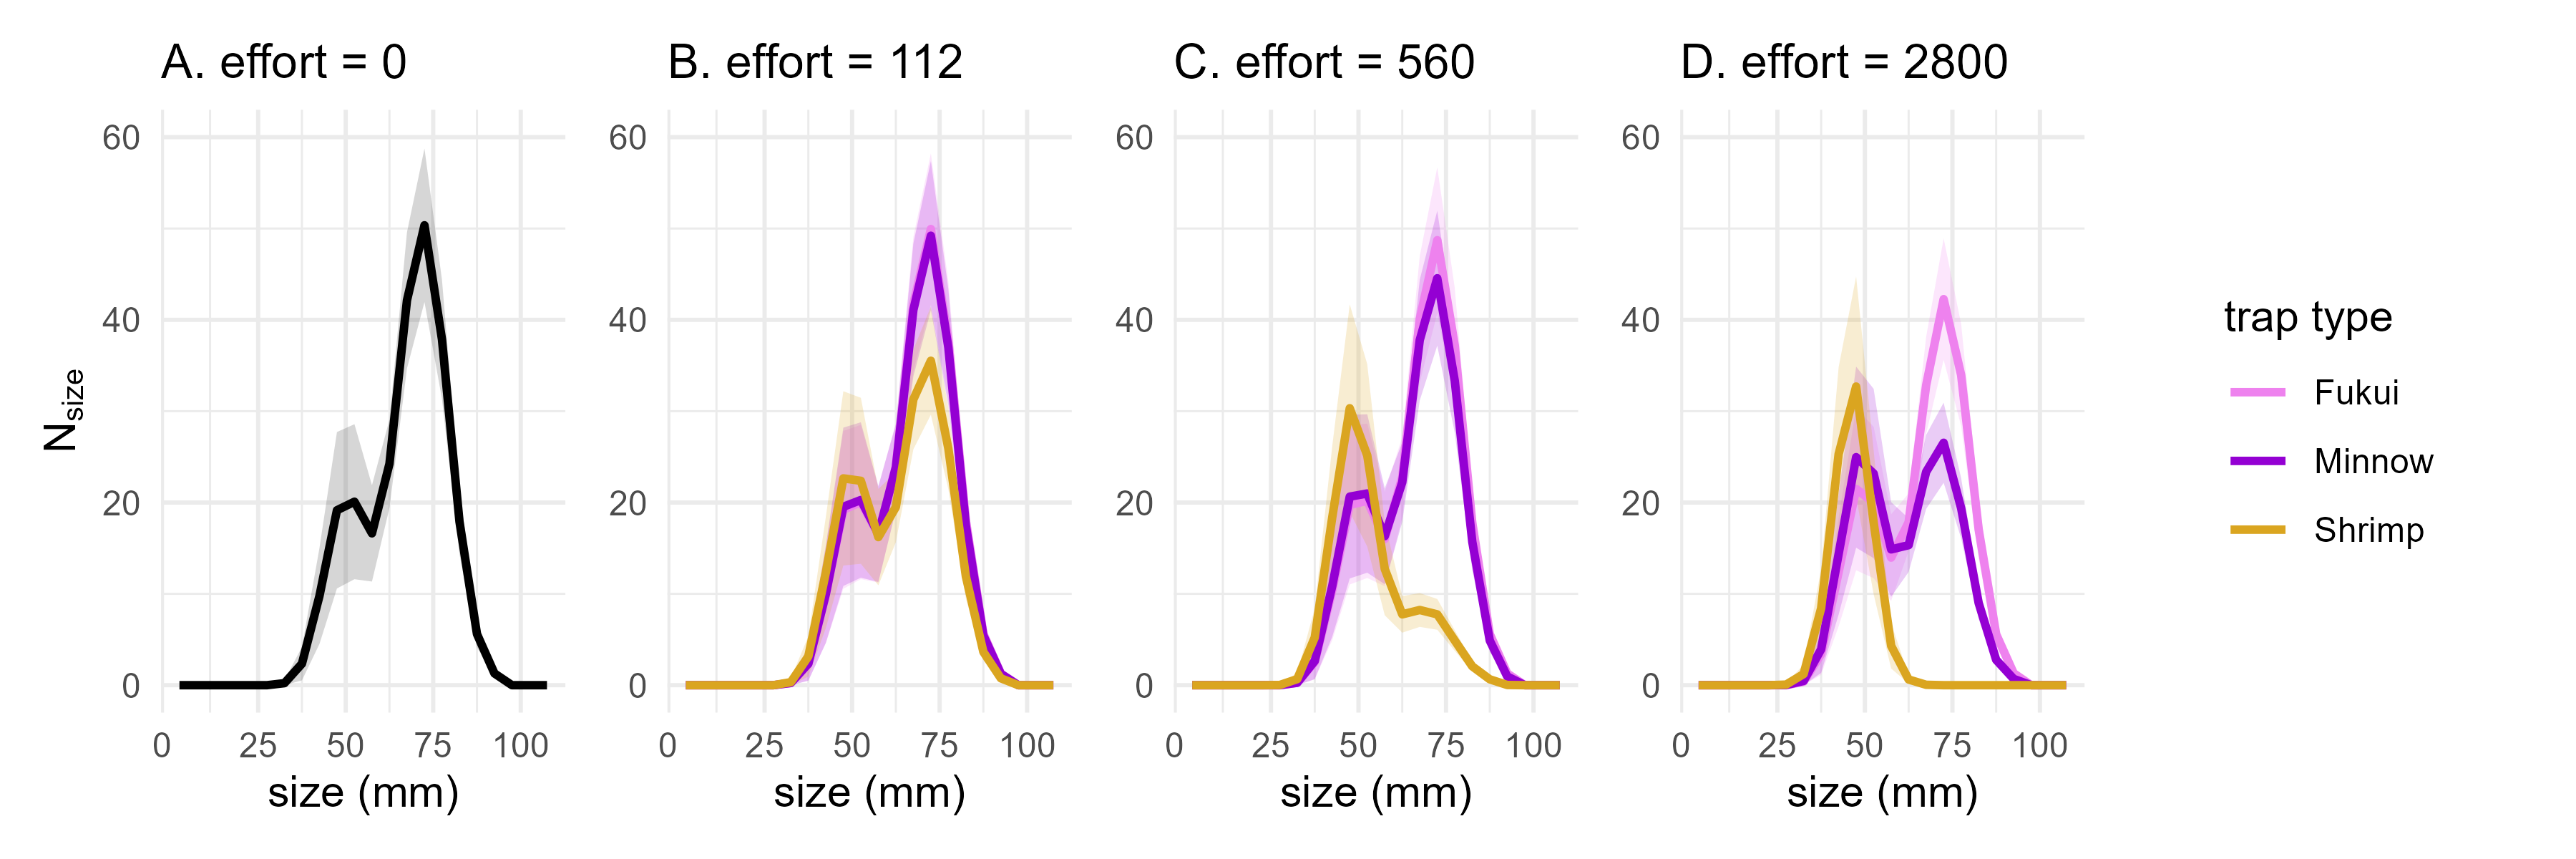 A. effort = 0
B. effort = 112
C. effort = 560
D. effort = 2800
N size
60
40
20
0
0 25 50 75 100
size (mm)
60
40
20
0
0 25 50 75 100
size (mm)
60
40
20
0
0 25 50 75 100
size (mm)
60
40
20
0
0 25 50 75 100
size (mm)
trap type
Fukui
Minnow
Shrimp